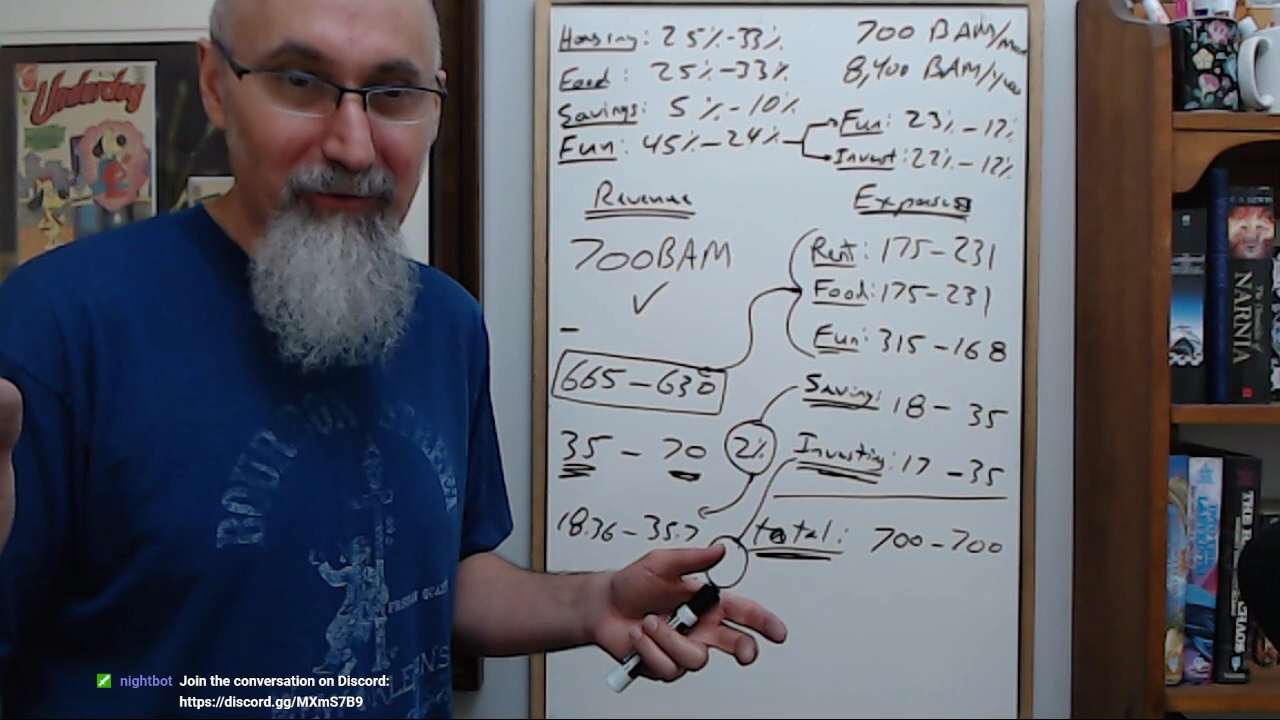 Underdog
Housing: 25%-33%
Food: 25%-33%
Savings: 5%-10%
Fun: 45%-24%
Fun: 23%-12%
Invest: 22%-12%
700 BAM/
8,400 BAM/
Revenue
700BAM
✓
-
665-630
35 - 70
2%
18.36-35.7
Expenses
Rent: 175-231
Food: 175-231
Fun: 315-168
Savings 18-35
Investing: 17-35
total: 700-700
NARNIA
nightbot Join the conversation on Discord:
https://discord.gg/MXmS7B9